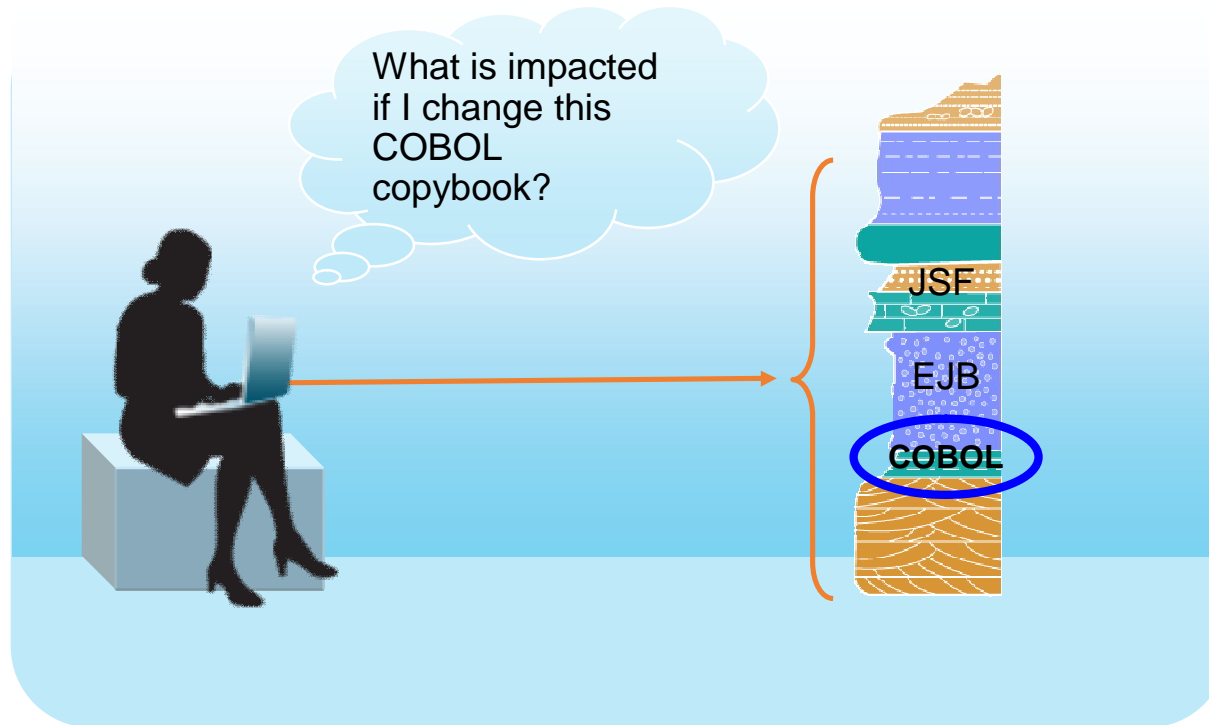 What is impacted
if I change this
COBOL
copybook?
JSF
EJB
COBOL